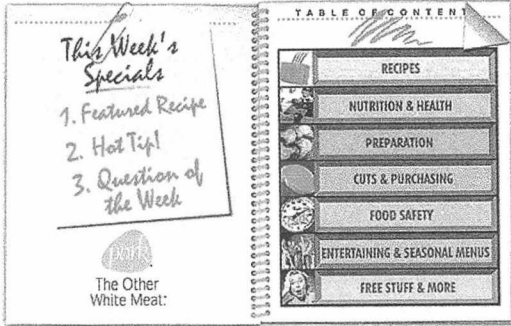 This Week's
Specials
1. Featured Recipe
2. Hot Tip!
3. Question of
the Week
pork
The Other
White Meat:
TABLE OF CONTENT
RECIPES
NUTRITION & HEALTH
PREPARATION
CUTS & PURCHASING
FOOD SAFETY
ENTERTAINING & SEASONAL MENUS
FREE STUFF & MORE